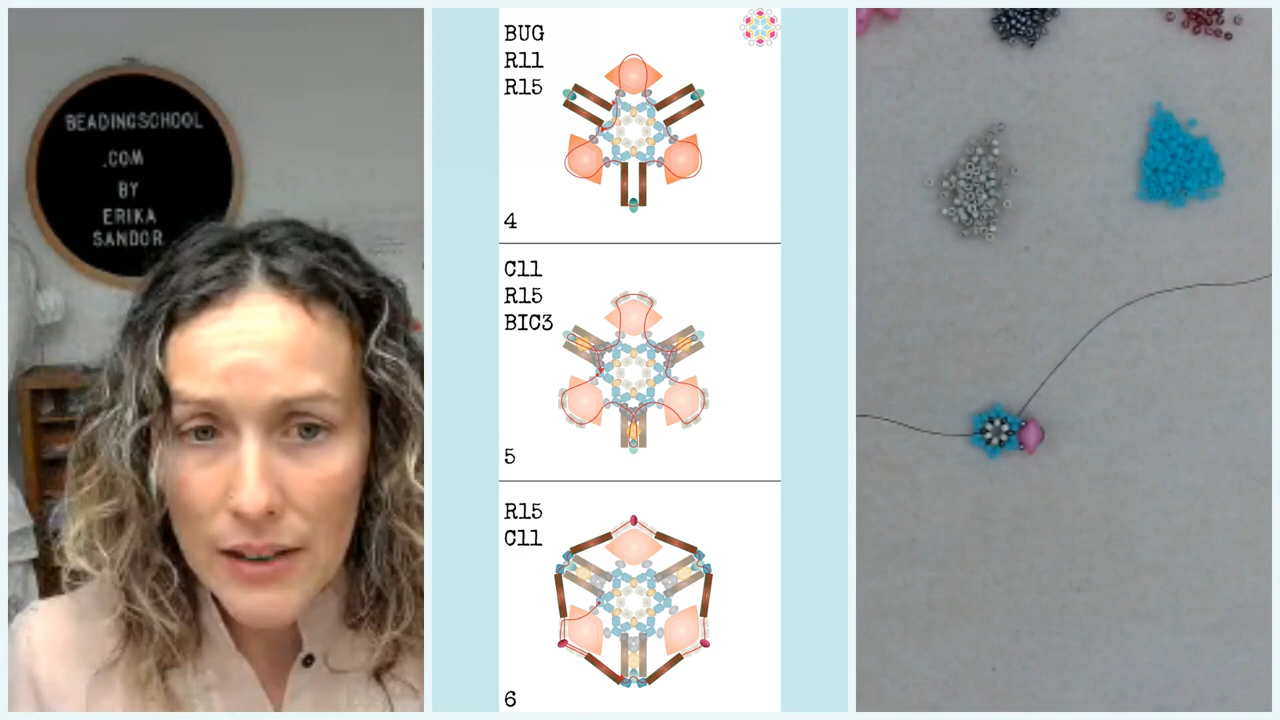 BEADINGSCHOOL
.COM
BY
ERIKA
SANDOR
BUG
R11
R15
4
C11
R15
BIC3
5
R15
C11
6